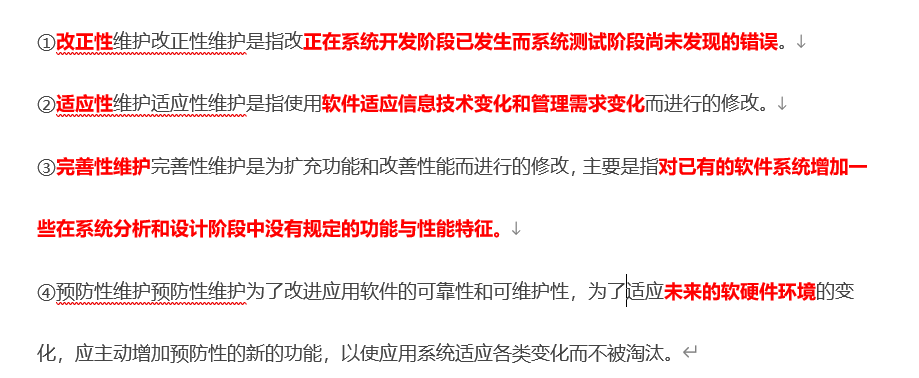 ①改正性维护改正性维护是指改正在系统开发阶段已发生而系统测试阶段尚未发现的错误。↓
②适应性维护适应性维护是指使用软件适应信息技术变化和管理需求变化而进行的修改。↓
③完善性维护完善性维护是为扩充功能和改善性能而进行的修改,主要是指对已有的软件系统增加一
些在系统分析和设计阶段中没有规定的功能与性能特征。↓
④预防性维护预防性维护为了改进应用软件的可靠性和可维护性，为了适应未来的软硬件环境的变
化，应主动增加预防性的新的功能，以使应用系统适应各类变化而不被淘汰。↵